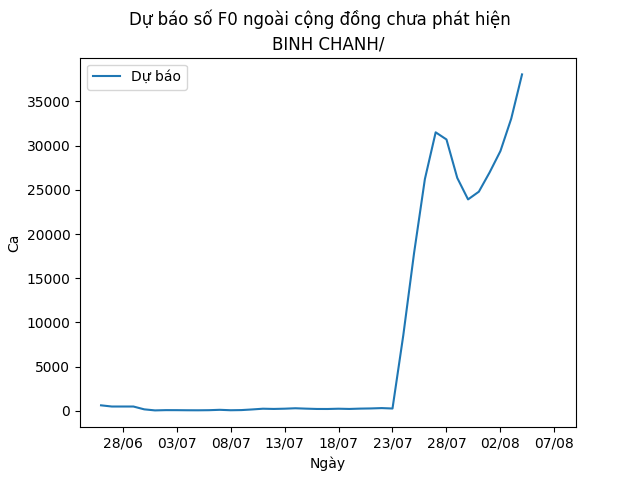 Dự báo số F0 ngoài cộng đồng chưa phát hiện
BINH CHANH/
Dự báo
35000
30000
25000
20000
15000
10000
5000
0
Ca
28/06 03/07 08/07 13/07 18/07 23/07 28/07 02/08 07/08
Ngày